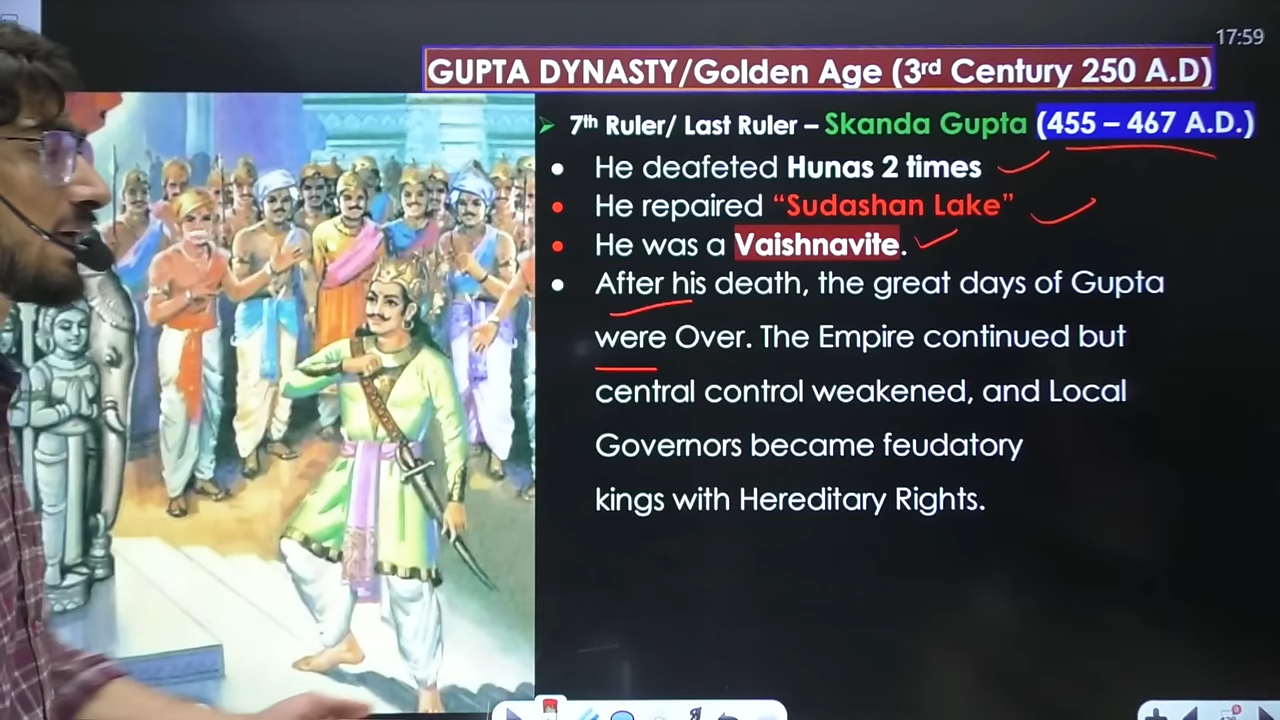 17:59
GUPTA DYNASTY/Golden Age (3rd Century 250 A.D)
➤ 7th Ruler/ Last Ruler – Skanda Gupta (455 – 467 A.D.)
• He deafeted Hunas 2 times
• He repaired “Sudashan Lake”
• He was a Vaishnavite.
• After his death, the great days of Gupta
were Over. The Empire continued but
central control weakened, and Local
Governors became feudatory
kings with Hereditary Rights.